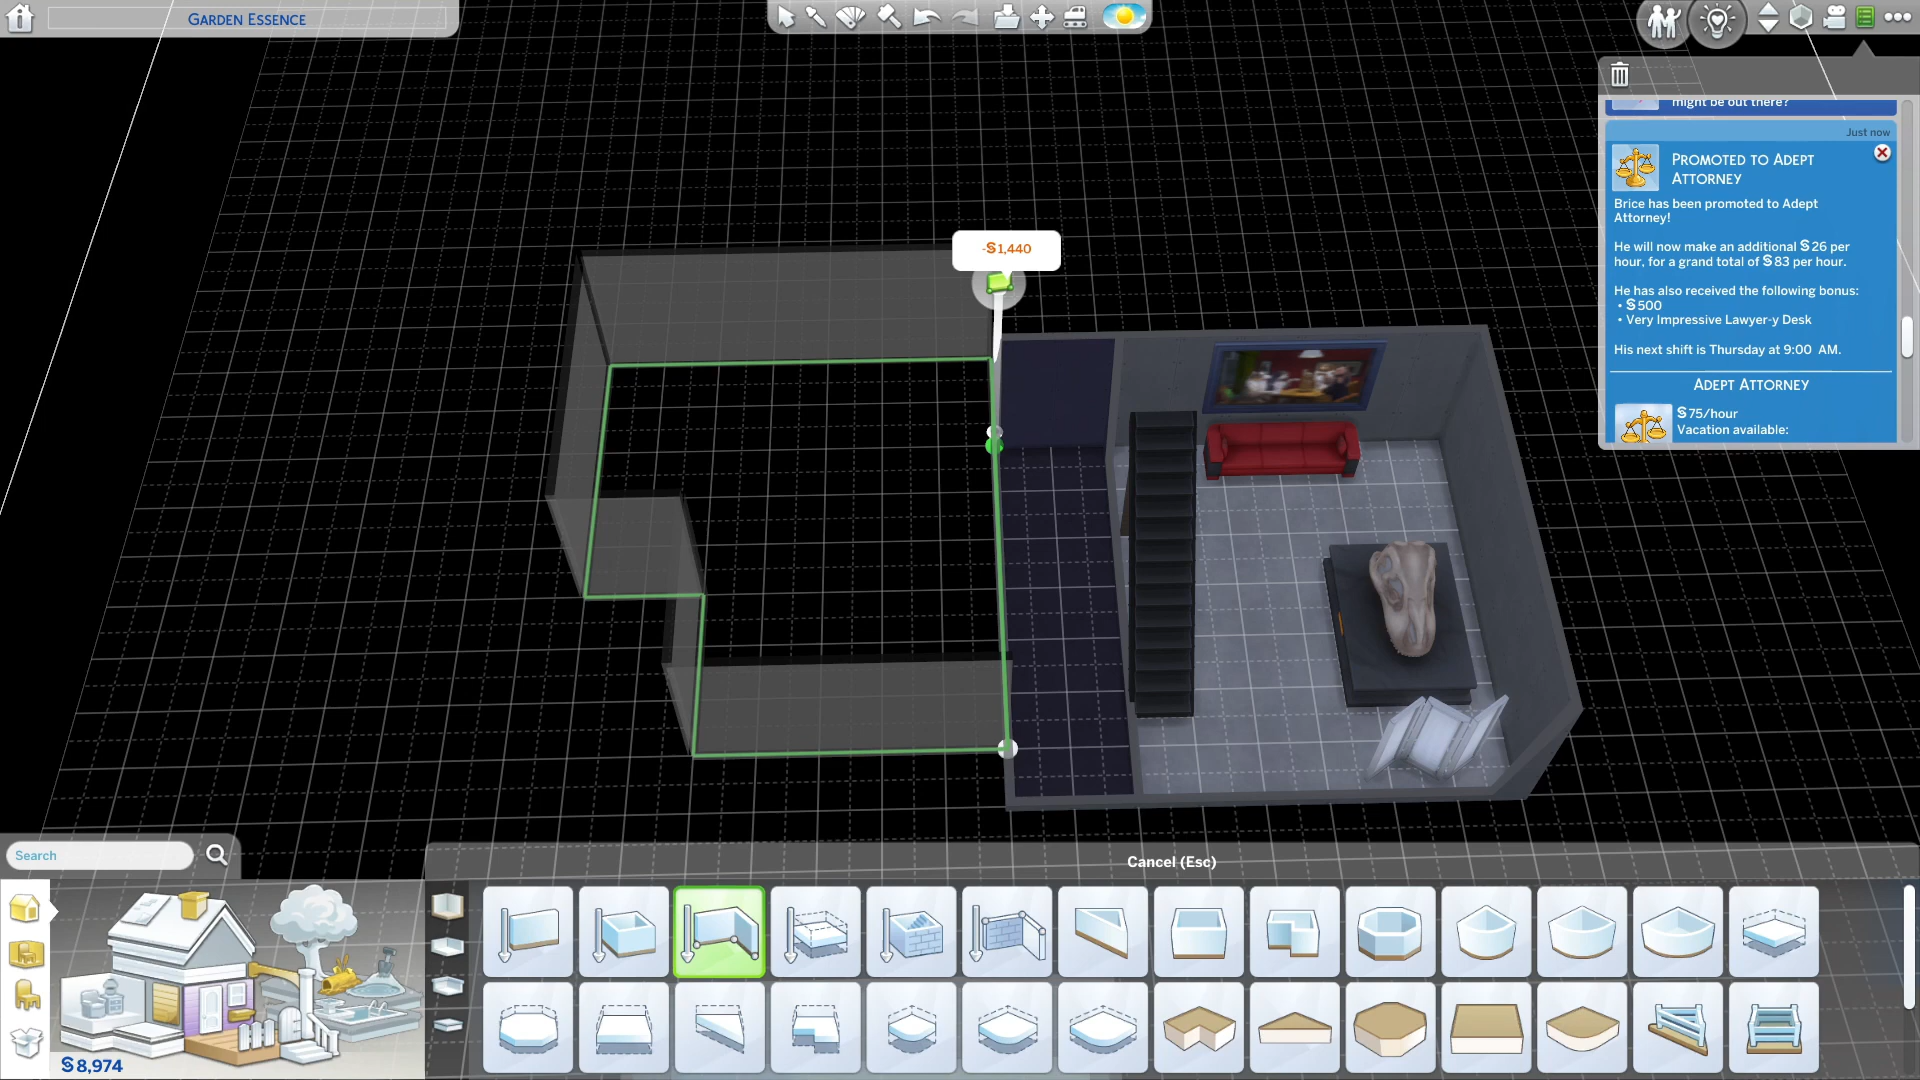 GARDEN ESSENCE
might be out there?
Just now
PROMOTED TO ADEPT
ATTORNEY
Brice has been promoted to Adept
Attorney!
He will now make an additional §26 per
hour, for a grand total of §83 per hour.
He has also received the following bonus:
• §500
• Very Impressive Lawyer-y Desk
His next shift is Thursday at 9:00 AM.
ADEPT ATTORNEY
§75/hour
Vacation available:
-§1,440
Search
Cancel (Esc)
§8,974